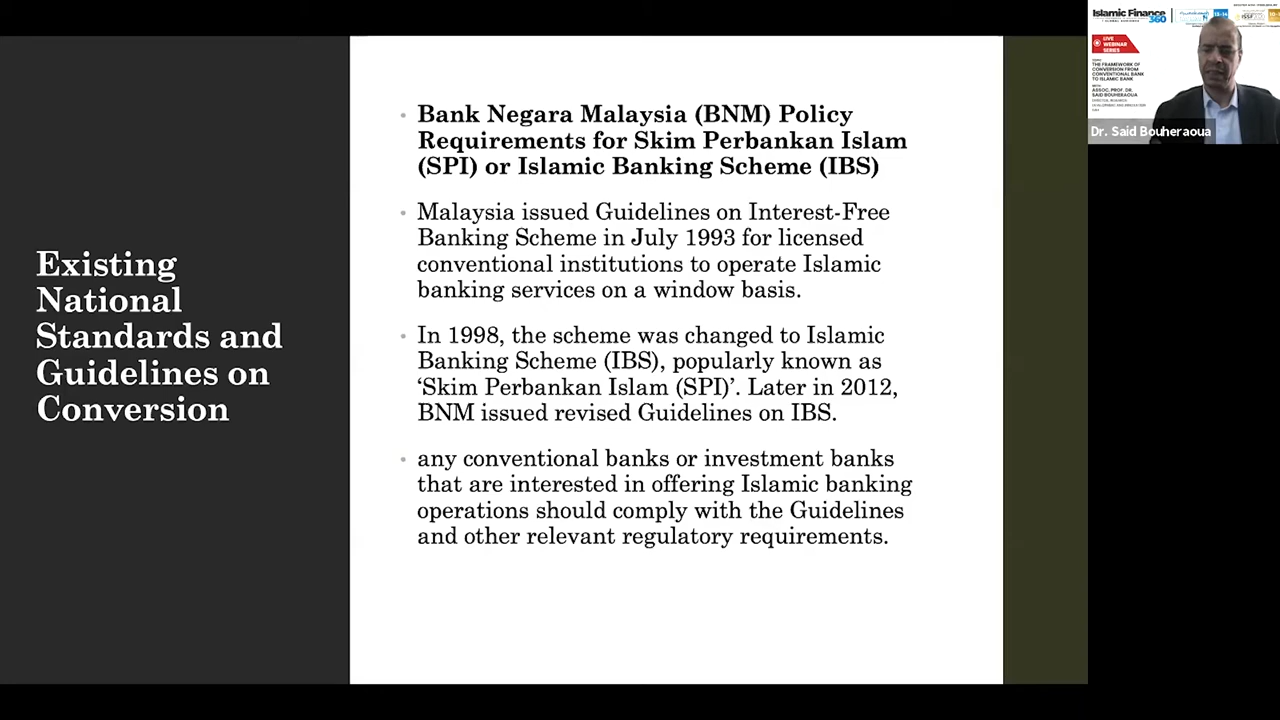 Existing
National
Standards and
Guidelines on
Conversion
Bank Negara Malaysia (BNM) Policy
Requirements for Skim Perbankan Islam
(SPI) or Islamic Banking Scheme (IBS)
Malaysia issued Guidelines on Interest-Free
Banking Scheme in July 1993 for licensed
conventional institutions to operate Islamic
banking services on a window basis.
In 1998, the scheme was changed to Islamic
Banking Scheme (IBS), popularly known as
‘Skim Perbankan Islam (SPI)’. Later in 2012,
BNM issued revised Guidelines on IBS.
any conventional banks or investment banks
that are interested in offering Islamic banking
operations should comply with the Guidelines
and other relevant regulatory requirements.
Islamic Finance
360
LIVE
WEBINAR
SERIES
THE FRAMEWORK OF
CONVERSION FROM
CONVENTIONAL BANK
TO ISLAMIC BANK
ASSOC. PROF. DR.
SAID BOUHERAOUA
Dr. Said Bouheraoua